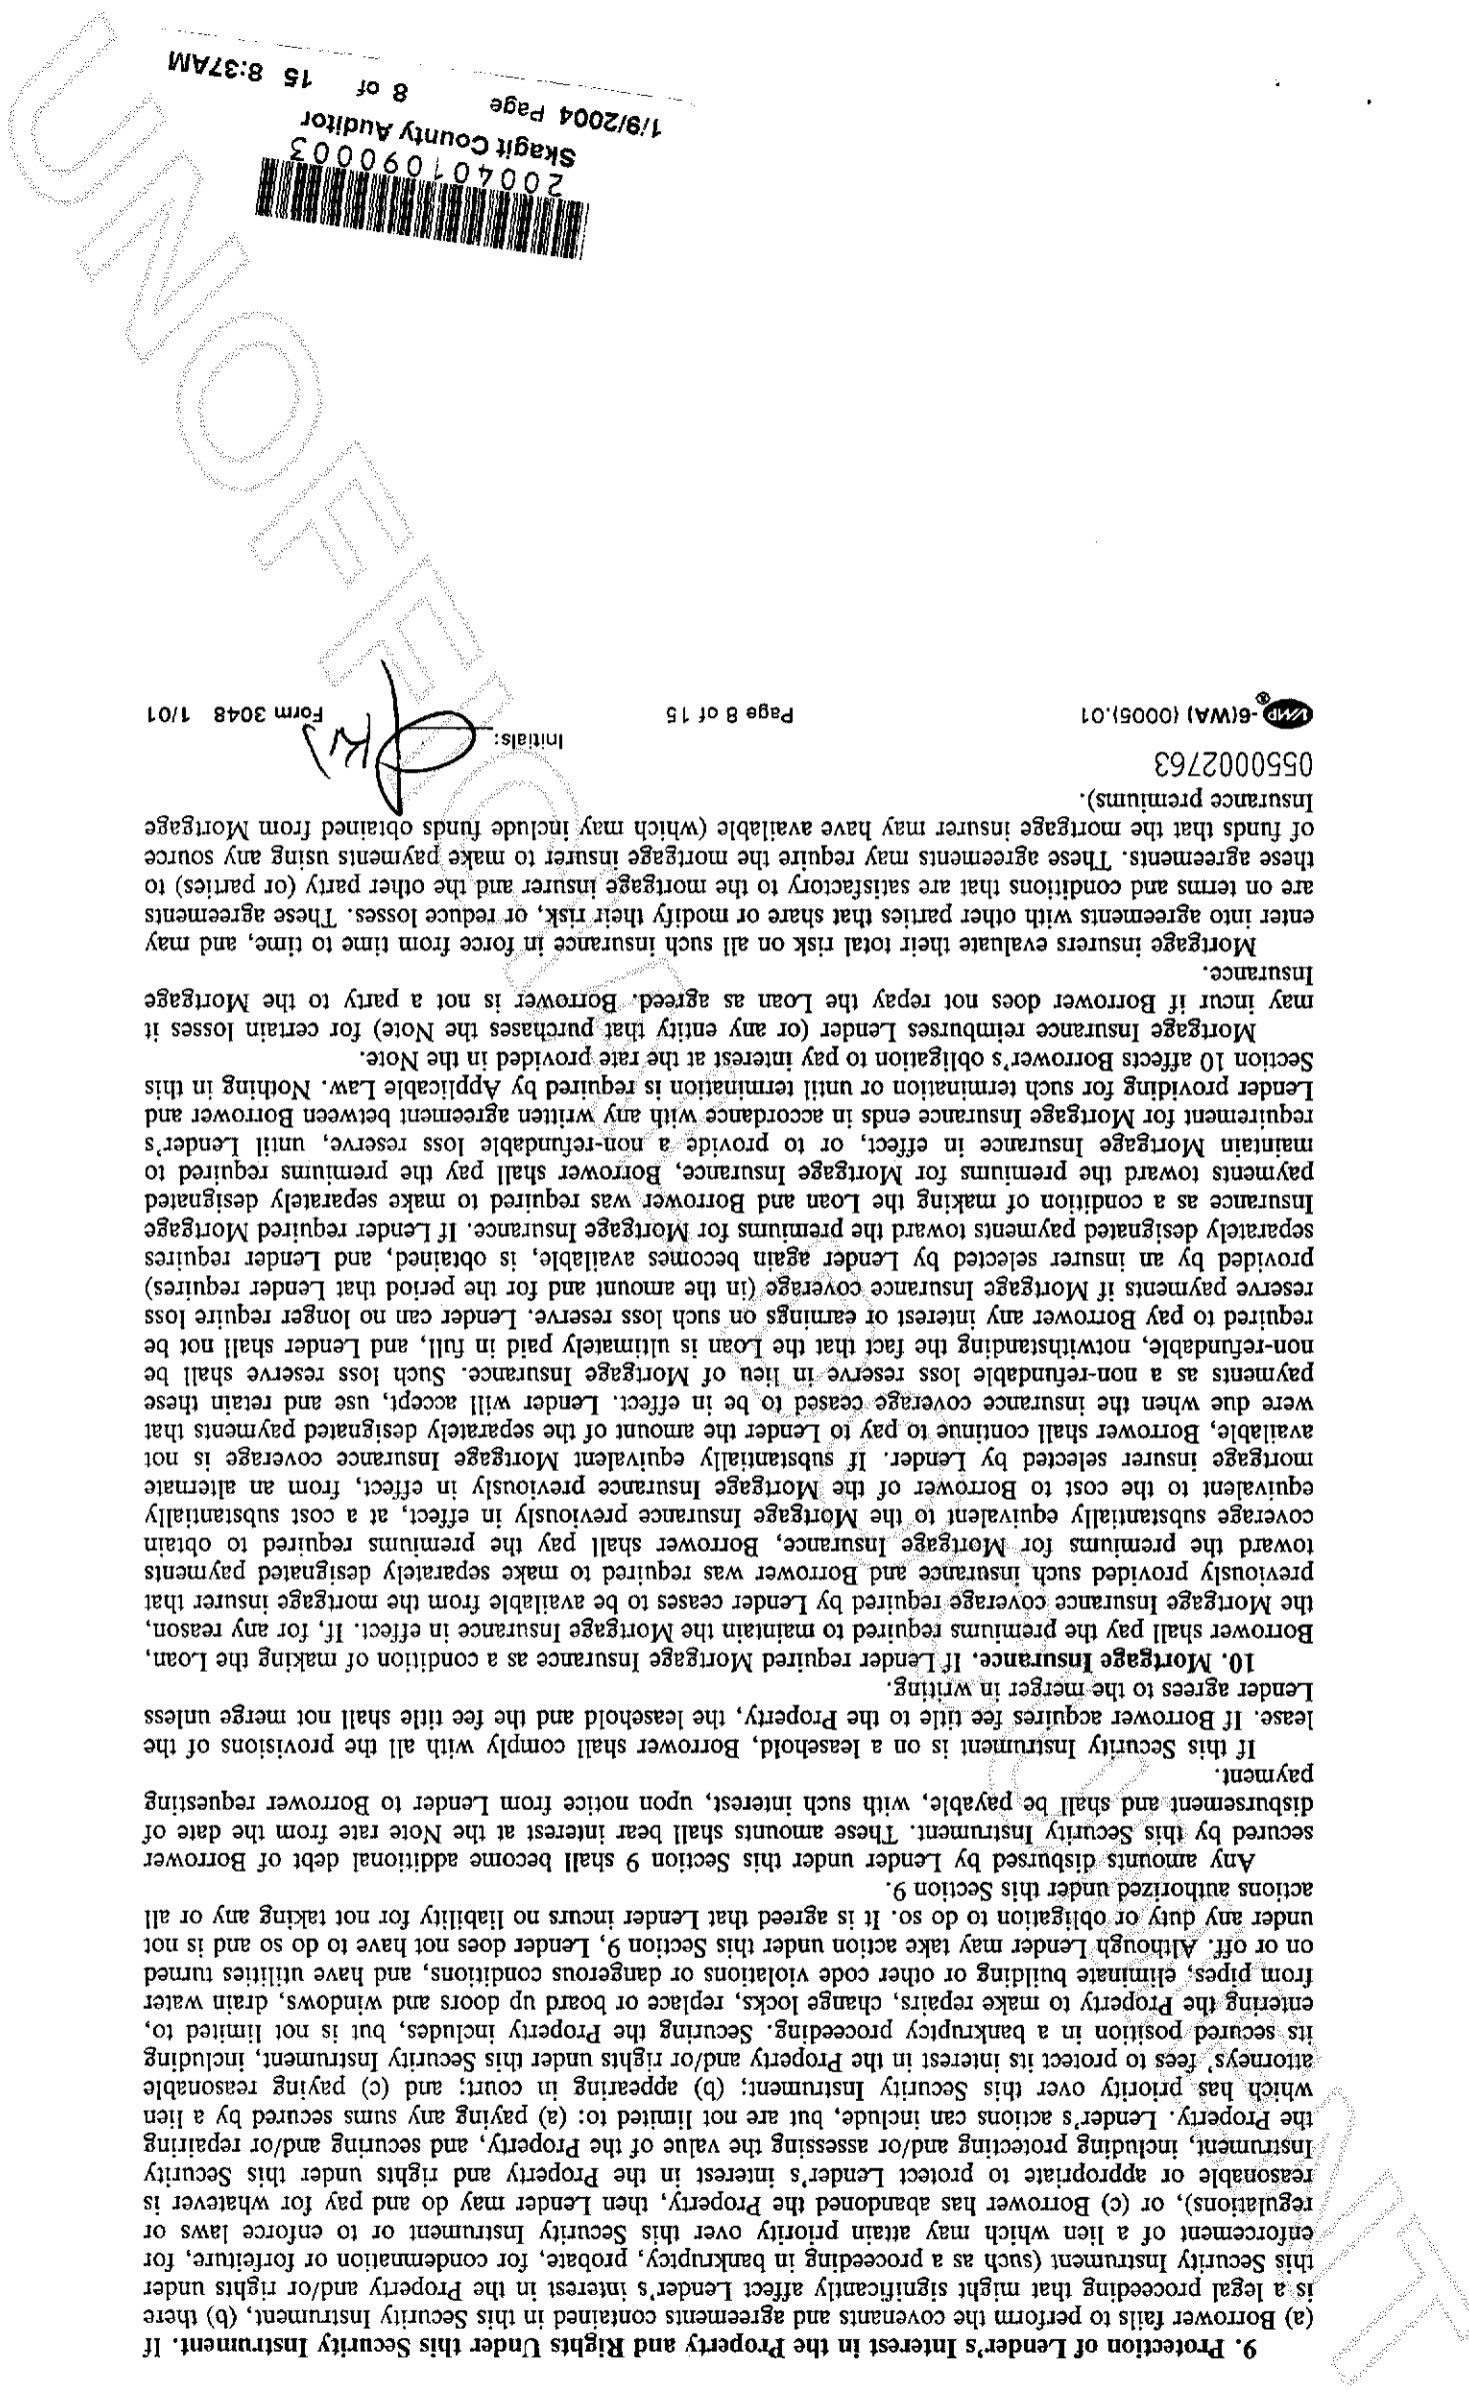 9. Protection of Lender's Interest in the Property and Rights Under this Security Instrument. If
(a) Borrower fails to perform the covenants and agreements contained in this Security Instrument, (b) there
is a legal proceeding that might significantly affect Lender's interest in the Property and/or rights under
this Security Instrument (such as a proceeding in bankruptcy, probate, for condemnation or forfeiture, for
enforcement of a lien which may attain priority over this Security Instrument or to enforce laws or
regulations), or (c) Borrower has abandoned the Property, then Lender may do and pay for whatever is
reasonable or appropriate to protect Lender's interest in the Property and rights under this Security
Instrument, including protecting and/or assessing the value of the Property, and securing and/or repairing
the Property. Lender's actions can include, but are not limited to: (a) paying any sums secured by a lien
which has priority over this Security Instrument; (b) appearing in court; and (c) paying reasonable
attorneys' fees to protect its interest in the Property and/or rights under this Security Instrument, including
its secured position in a bankruptcy proceeding. Securing the Property includes, but is not limited to,
entering the Property to make repairs, change locks, replace or board up doors and windows, drain water
from pipes, eliminate building or other code violations or dangerous conditions, and have utilities turned
on or off. Although Lender may take action under this Section 9, Lender does not have to do so and is not
under any duty or obligation to do so. It is agreed that Lender incurs no liability for not taking any or all
actions authorized under this Section 9.
Any amounts disbursed by Lender under this Section 9 shall become additional debt of Borrower
secured by this Security Instrument. These amounts shall bear interest at the Note rate from the date of
disbursement and shall be payable, with such interest, upon notice from Lender to Borrower requesting
payment.
If this Security Instrument is on a leasehold, Borrower shall comply with all the provisions of the
lease. If Borrower acquires fee title to the Property, the leasehold and the fee title shall not merge unless
Lender agrees to the merger in writing.
10. Mortgage Insurance. If Lender required Mortgage Insurance as a condition of making the Loan,
Borrower shall pay the premiums required to maintain the Mortgage Insurance in effect. If, for any reason,
the Mortgage Insurance coverage required by Lender ceases to be available from the mortgage insurer that
previously provided such insurance and Borrower was required to make separately designated payments
toward the premiums for Mortgage Insurance, Borrower shall pay the premiums required to obtain
coverage substantially equivalent to the Mortgage Insurance previously in effect, at a cost substantially
equivalent to the cost to Borrower of the Mortgage Insurance previously in effect, from an alternate
mortgage insurer selected by Lender. If substantially equivalent Mortgage Insurance coverage is not
available, Borrower shall continue to pay to Lender the amount of the separately designated payments that
were due when the insurance coverage ceased to be in effect. Lender will accept, use and retain these
payments as a non-refundable loss reserve in lieu of Mortgage Insurance. Such loss reserve shall be
non-refundable, notwithstanding the fact that the Loan is ultimately paid in full, and Lender shall not be
required to pay Borrower any interest or earnings on such loss reserve. Lender can no longer require loss
reserve payments if Mortgage Insurance coverage (in the amount and for the period that Lender requires)
provided by an insurer selected by Lender again becomes available, is obtained, and Lender requires
separately designated payments toward the premiums for Mortgage Insurance. If Lender required Mortgage
Insurance as a condition of making the Loan and Borrower was required to make separately designated
payments toward the premiums for Mortgage Insurance, Borrower shall pay the premiums required to
maintain Mortgage Insurance in effect, or to provide a non-refundable loss reserve, until Lender's
requirement for Mortgage Insurance ends in accordance with any written agreement between Borrower and
Lender providing for such termination or until termination is required by Applicable Law. Nothing in this
Section 10 affects Borrower's obligation to pay interest at the rate provided in the Note.
Mortgage Insurance reimburses Lender (or any entity that purchases the Note) for certain losses it
may incur if Borrower does not repay the Loan as agreed. Borrower is not a party to the Mortgage
Insurance.
Mortgage insurers evaluate their total risk on all such insurance in force from time to time, and may
enter into agreements with other parties that share or modify their risk, or reduce losses. These agreements
are on terms and conditions that are satisfactory to the mortgage insurer and the other party (or parties) to
these agreements. These agreements may require the mortgage insurer to make payments using any source
of funds that the mortgage insurer may have available (which may include funds obtained from Mortgage
Insurance premiums).
0550002763
Initials:
VMP®-6(WA) (0005).01 Page 8 of 15 Form 3048 1/01
200401090003
Skagit County Auditor
1/9/2004 Page 8 of 15 8:37AM
UNOFFICIAL DOCUMENT